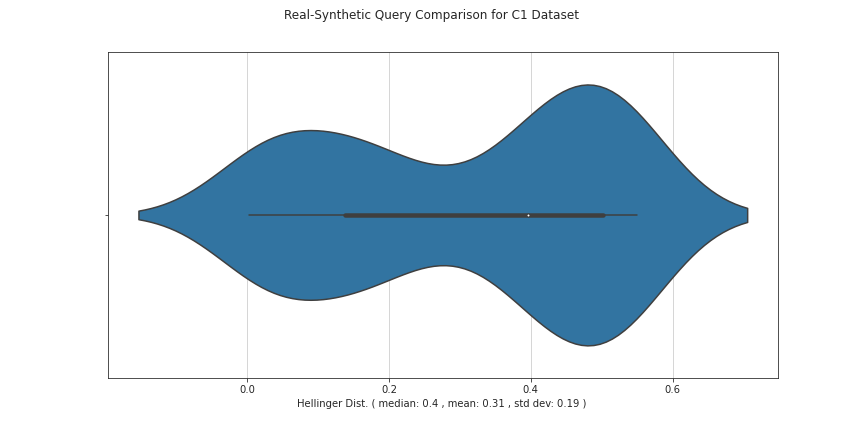 Real-Synthetic Query Comparison for C1 Dataset
0.0 0.2 0.4 0.6
Hellinger Dist. ( median: 0.4 , mean: 0.31 , std dev: 0.19 )